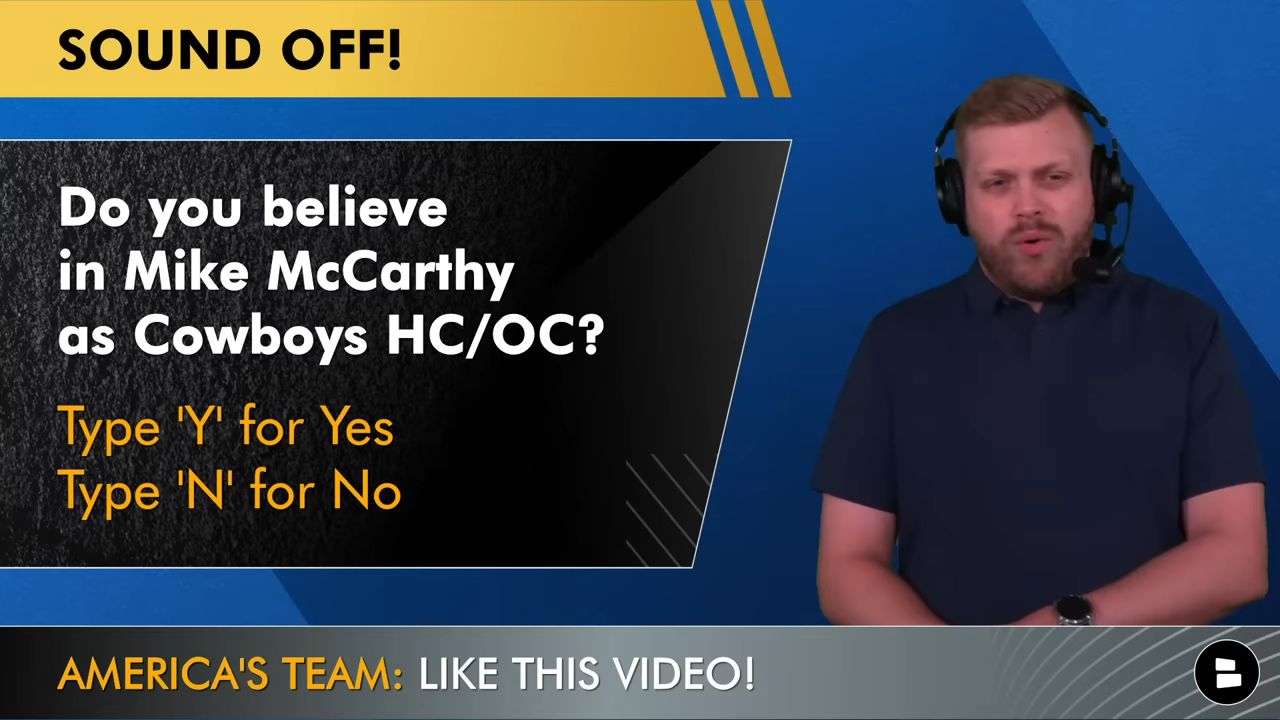 SOUND OFF!
Do you believe
in Mike McCarthy
as Cowboys HC/OC?
Type 'Y' for Yes
Type 'N' for No
AMERICA'S TEAM: LIKE THIS VIDEO!